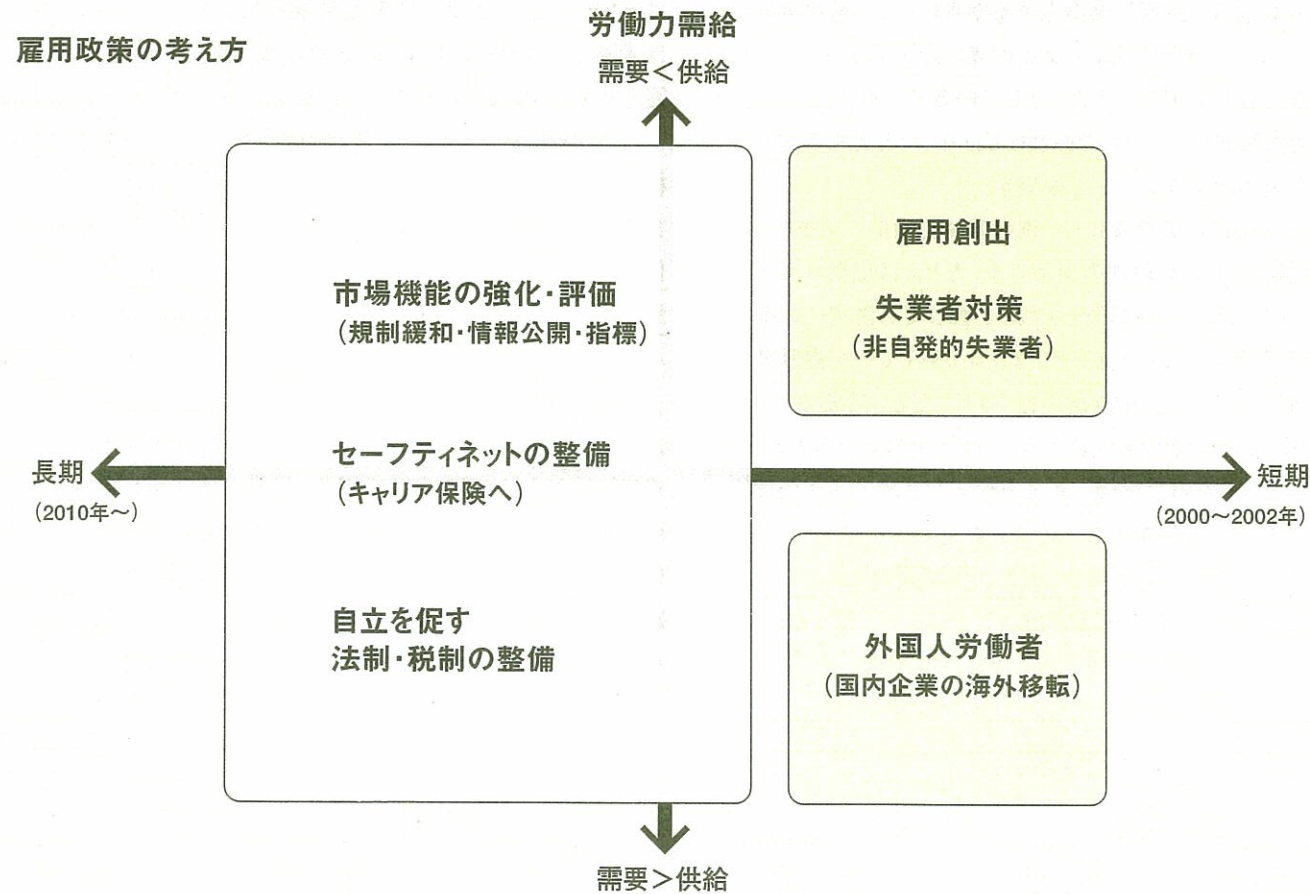 雇用政策の考え方
労働力需給
需要＜供給
市場機能の強化・評価
（規制緩和・情報公開・指標）
セーフティネットの整備
（キャリア保険へ）
自立を促す
法制・税制の整備
雇用創出
失業者対策
（非自発的失業者）
長期
（2010年～）
短期
（2000～2002年）
外国人労働者
（国内企業の海外移転）
需要＞供給